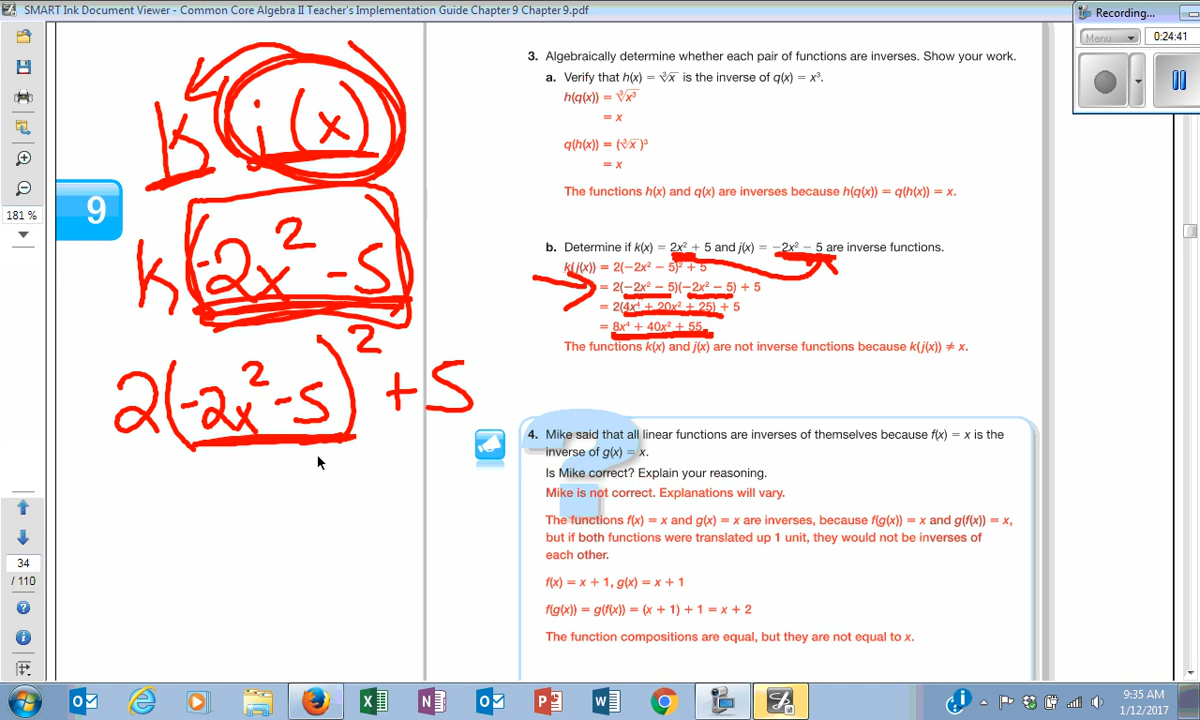 SMART Ink Document Viewer - Common Core Algebra II Teacher's Implementation Guide Chapter 9 Chapter 9.pdf
Recording...
Menu
0:24:41
181 %
34
/ 110
9
k(j(x))
k(-2x² -5)
2(-2x²-5)² +5
3. Algebraically determine whether each pair of functions are inverses. Show your work.
a. Verify that h(x) = ∛x is the inverse of q(x) = x³.
h(q(x)) = ∛x³
= x
q(h(x)) = (∛x)³
= x
The functions h(x) and q(x) are inverses because h(q(x)) = q(h(x)) = x.
b. Determine if k(x) = 2x² + 5 and j(x) = −2x² − 5 are inverse functions.
k(j(x)) = 2(−2x² − 5)² + 5
= 2(−2x² − 5)(−2x² − 5) + 5
= 2(4x⁴ + 20x² + 25) + 5
= 8x⁴ + 40x² + 55
The functions k(x) and j(x) are not inverse functions because k(j(x)) ≠ x.
?
4. Mike said that all linear functions are inverses of themselves because f(x) = x is the
inverse of g(x) = x.
Is Mike correct? Explain your reasoning.
Mike is not correct. Explanations will vary.
The functions f(x) = x and g(x) = x are inverses, because f(g(x)) = x and g(f(x)) = x,
but if both functions were translated up 1 unit, they would not be inverses of
each other.
f(x) = x + 1, g(x) = x + 1
f(g(x)) = g(f(x)) = (x + 1) + 1 = x + 2
The function compositions are equal, but they are not equal to x.
9:35 AM
1/12/2017